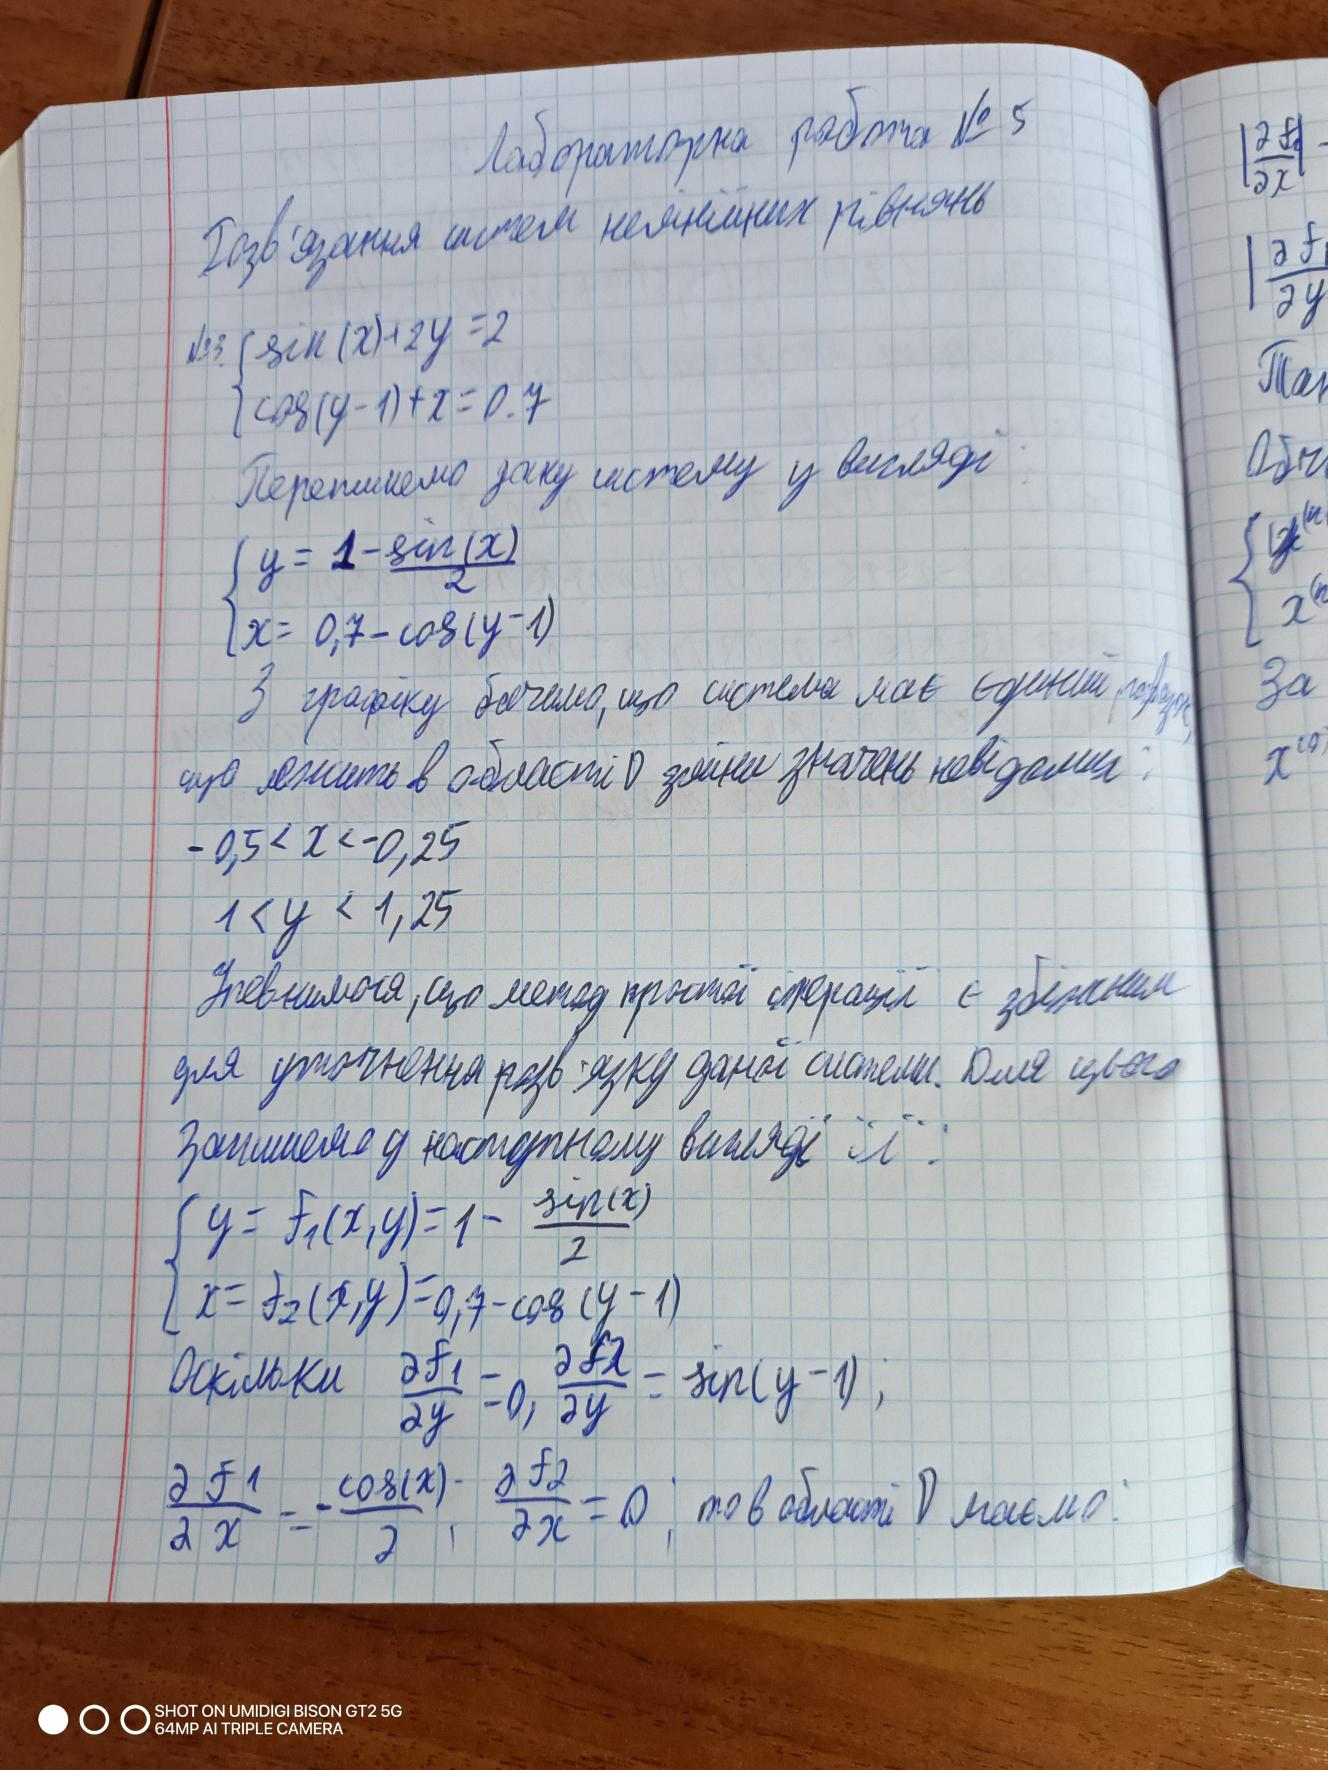 Лабораторна робота № 5
Розв'язання систем нелінійних рівнянь
№3. { sin(x)+2y=2
{ cos(y-1)+x=0.7
Перепишемо дану систему у вигляді:
{ y = 1 - sin(x)/2
{ x = 0,7 - cos(y-1)
З графіку бачимо, що система має єдиний розв'язок,
що лежить в області D зміни значень невідомих:
-0,5 < x < -0,25
1 < y < 1,25
Упевнимося, що метод простої ітерації є збіжним
для уточнення розв'язку даної системи. Для цього
Запишемо у наступному вигляді її:
{ y = f₁(x,y) = 1 - sin(x)/2
{ x = f₂(x,y) = 0,7 - cos(y-1)
Оскільки ∂f1/∂y = 0, ∂f2/∂y = sin(y-1);
∂f1/∂x = - cos(x)/2; ∂f2/∂x = 0; то в області D маємо:
|∂f₂/∂x|
|∂f₁/∂y
За
SHOT ON UMIDIGI BISON GT2 5G
64MP AI TRIPLE CAMERA